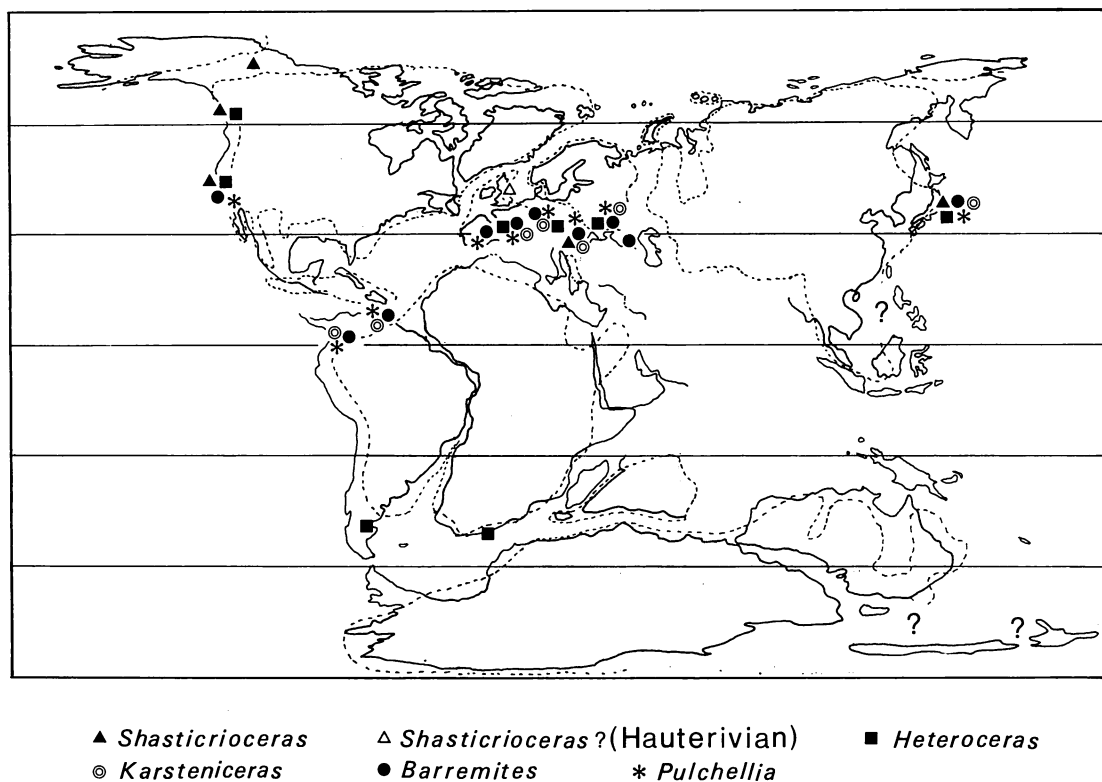 ?
? ?
▲ Shasticrioceras △ Shasticrioceras ? (Hauterivian) ■ Heteroceras
◎ Karsteniceras ● Barremites * Pulchellia